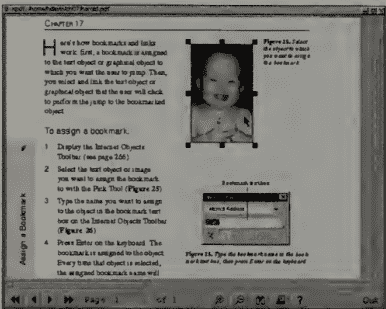 CHAPTER 17
Here's how bookmarks and links
work: first, a bookmark is assigned
to the text object or graphical object to
which you want the user to jump. Then,
you select and link the text object or
graphical object that the user will click
to perform the jump to the bookmarked
object
To assign a bookmark:
1 Display the Internet Objects
Toolbar (see page 256)
2 Select the text object or image
you want to assign the bookmark
to with the Pick Tool (Figure 25)
3 Type the name you want to assign
to the object in the bookmark text
box on the Internet Objects Toolbar
(Figure 26)
4 Press Enter on the keyboard. The
bookmark is assigned to the object
Every time that object is selected,
the assigned bookmark name will
Assign a Bookmark
Figure 25. Select
the object to which
you want to assign
the bookmark
Bookmark text box
Internet Objects
Figure 26. Type the bookmark name in the book
mark text box, then press Enter on the keyboard
Page 1 of 1
?
Quit